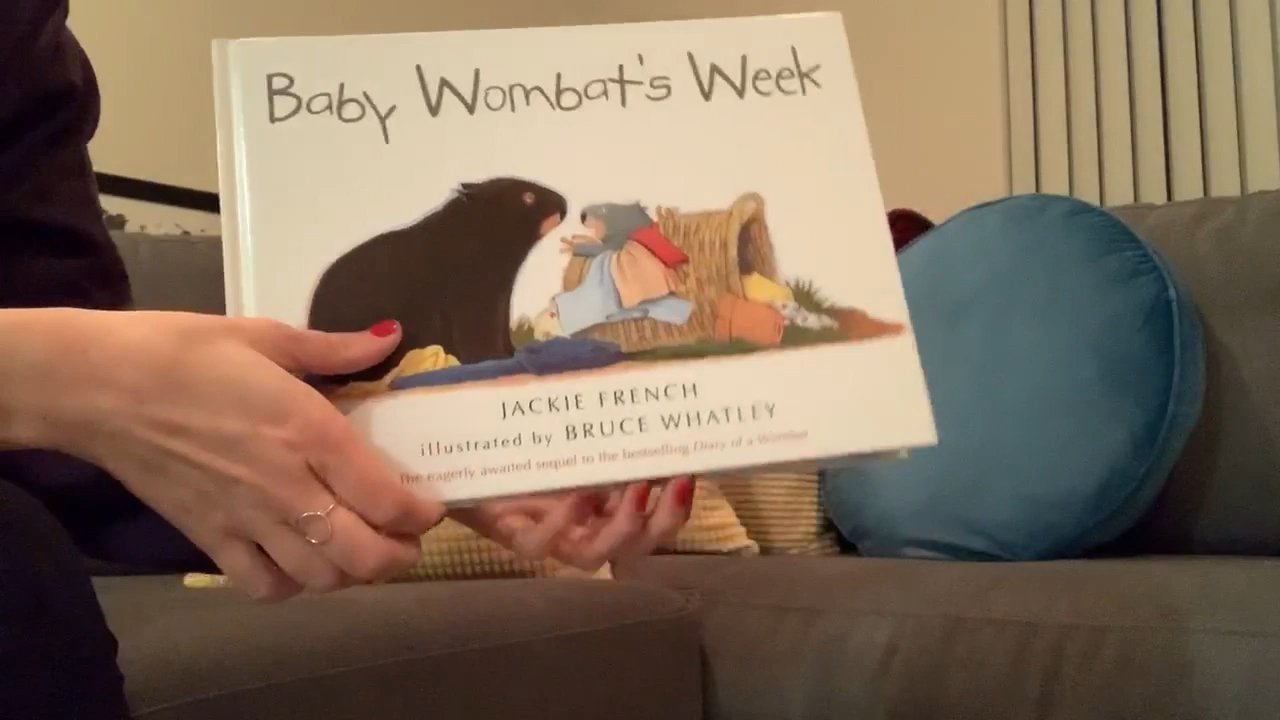 Baby Wombat's Week
JACKIE FRENCH
illustrated by BRUCE WHATLEY
The eagerly awaited sequel to the bestselling Diary of a Wombat